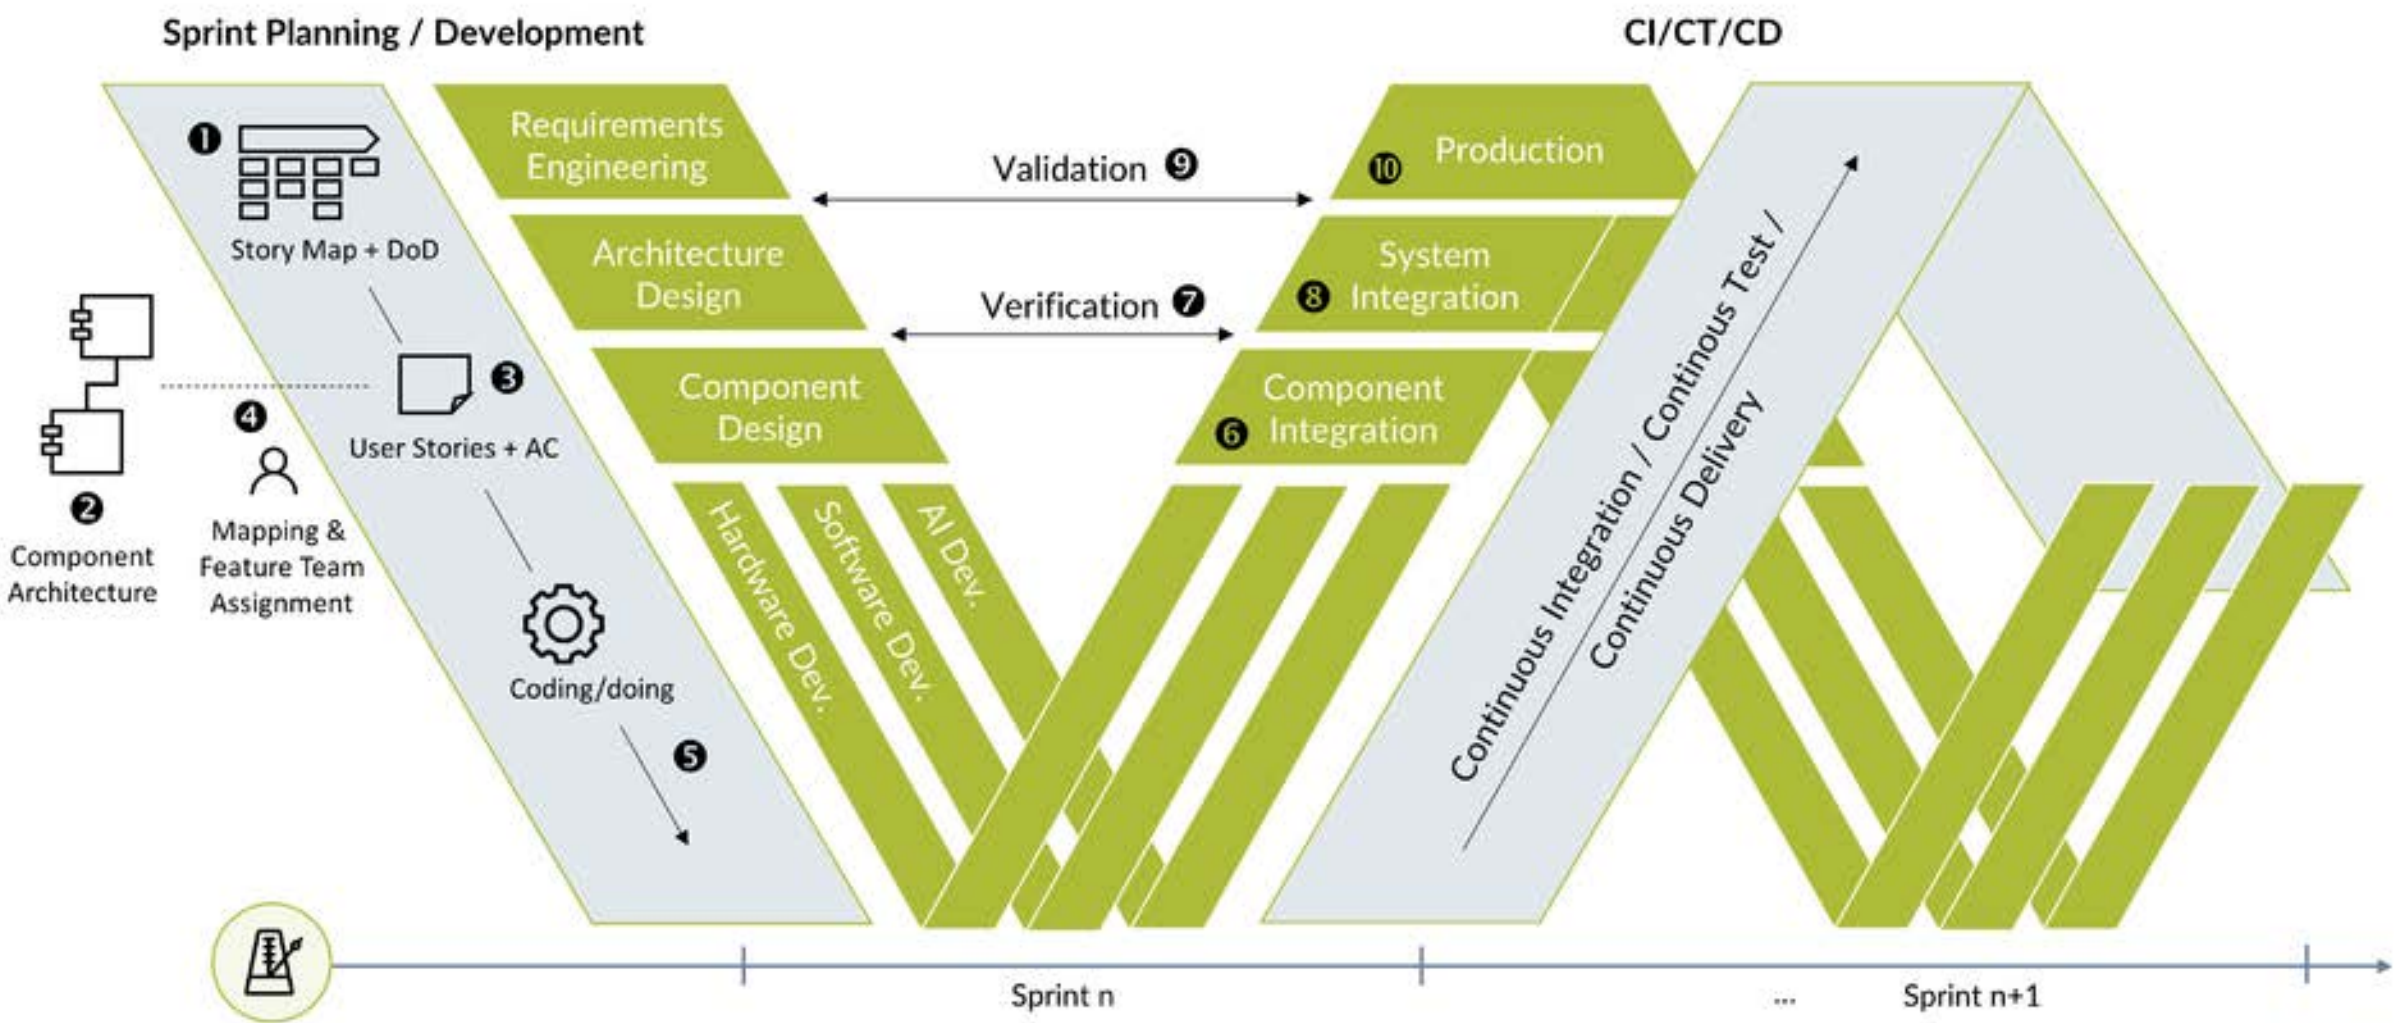 Sprint Planning / Development
CI/CT/CD
❶
Story Map + DoD
❷
Component
Architecture
❸
User Stories + AC
❹
Mapping &
Feature Team
Assignment
Coding/doing
❺
Requirements
Engineering
Architecture
Design
Component
Design
Hardware Dev.
Software Dev.
AI Dev.
Validation ❾
Verification ❼
❿ Production
System
❽ Integration
Component
❻ Integration
Continuous Integration / Continous Test /
Continuous Delivery
Sprint n
... Sprint n+1